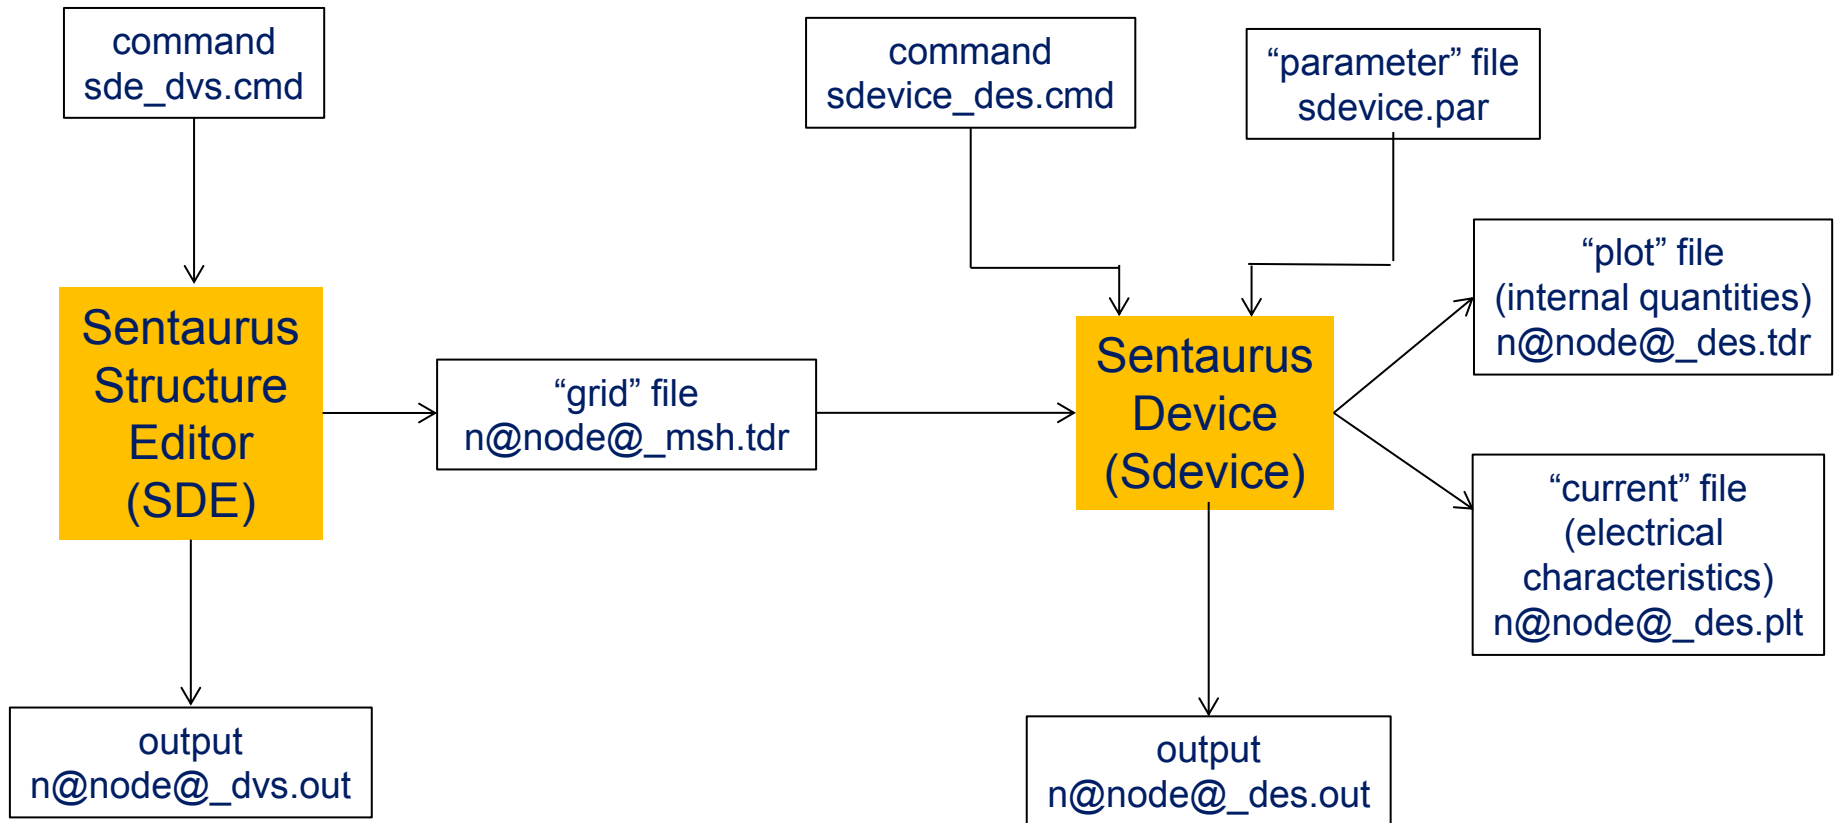 command
sde_dvs.cmd
command
sdevice_des.cmd
“parameter” file
sdevice.par
Sentaurus
Structure
Editor
(SDE)
“grid” file
n@node@_msh.tdr
Sentaurus
Device
(Sdevice)
“plot” file
(internal quantities)
n@node@_des.tdr
“current” file
(electrical
characteristics)
n@node@_des.plt
output
n@node@_dvs.out
output
n@node@_des.out